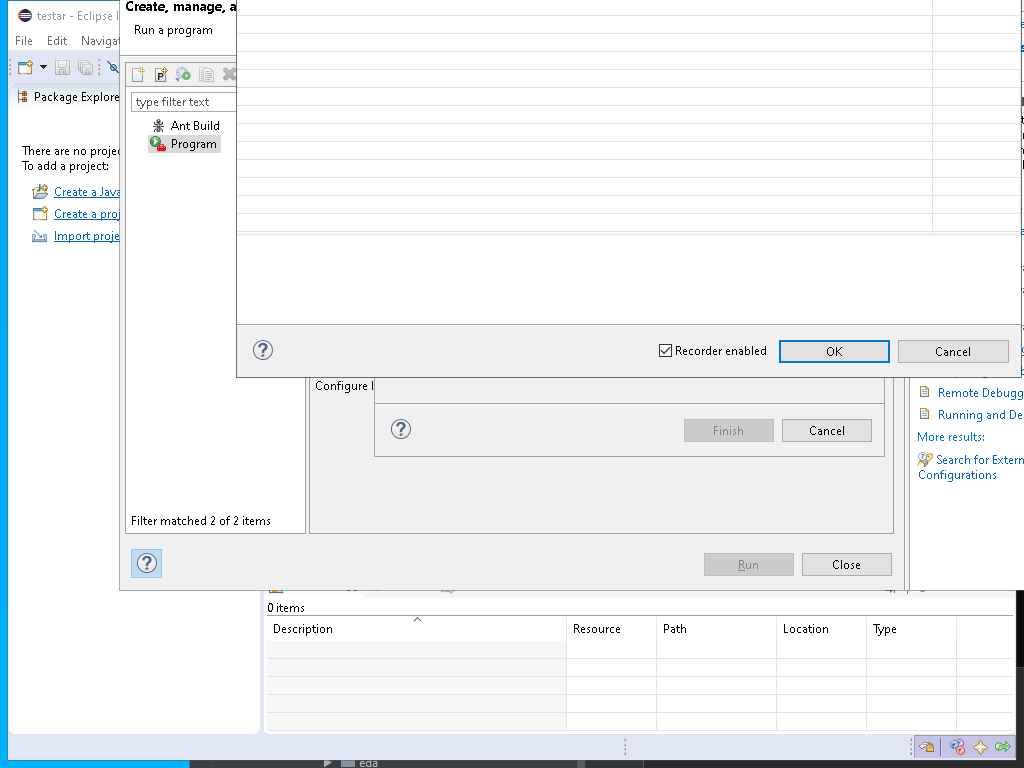 testar - Eclipse I
File Edit Navigat
Package Explore
There are no projec
To add a project:
Create a Java
Create a proj
Import proje
Create, manage, a
Run a program
type filter text
Ant Build
Program
Filter matched 2 of 2 items
Recorder enabled
OK
Cancel
Configure l
Finish
Cancel
Run
Close
Remote Debugg
Running and De
More results:
Search for Extern
Configurations
0 items
Description Resource Path Location Type
eda